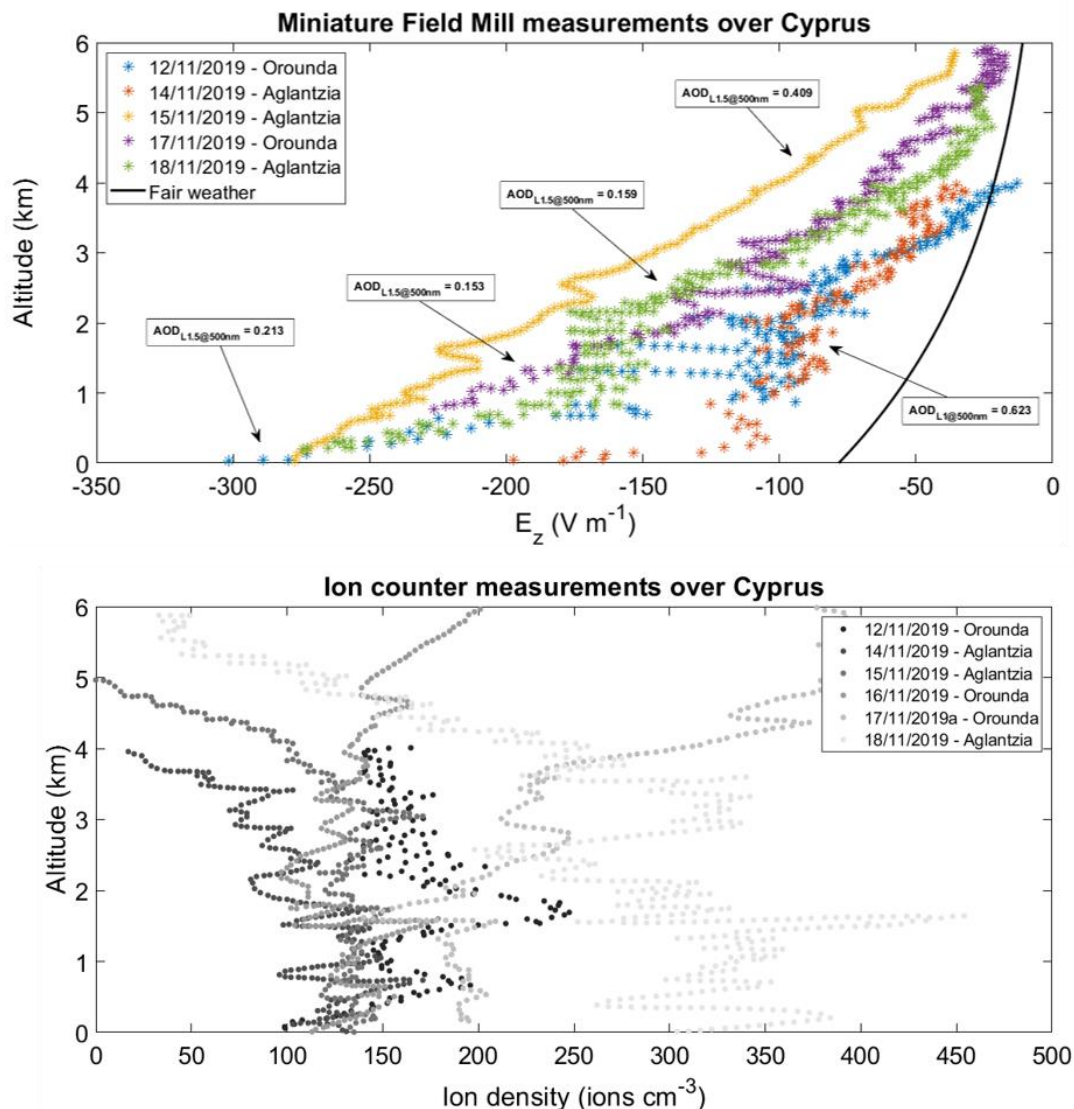 Miniature Field Mill measurements over Cyprus
12/11/2019 - Orounda
14/11/2019 - Aglantzia
15/11/2019 - Aglantzia
17/11/2019 - Orounda
18/11/2019 - Aglantzia
Fair weather
AOD_L1.5@500nm = 0.409
AOD_L1.5@500nm = 0.159
AOD_L1.5@500nm = 0.153
AOD_L1.5@500nm = 0.213
AOD_L1@500nm = 0.623
Altitude (km)
6
5
4
3
2
1
0
-350 -300 -250 -200 -150 -100 -50 0
E_z (V m^-1)
Ion counter measurements over Cyprus
12/11/2019 - Orounda
14/11/2019 - Aglantzia
15/11/2019 - Aglantzia
16/11/2019 - Orounda
17/11/2019a - Orounda
18/11/2019 - Aglantzia
Altitude (km)
6
5
4
3
2
1
0
0 50 100 150 200 250 300 350 400 450 500
Ion density (ions cm^-3)